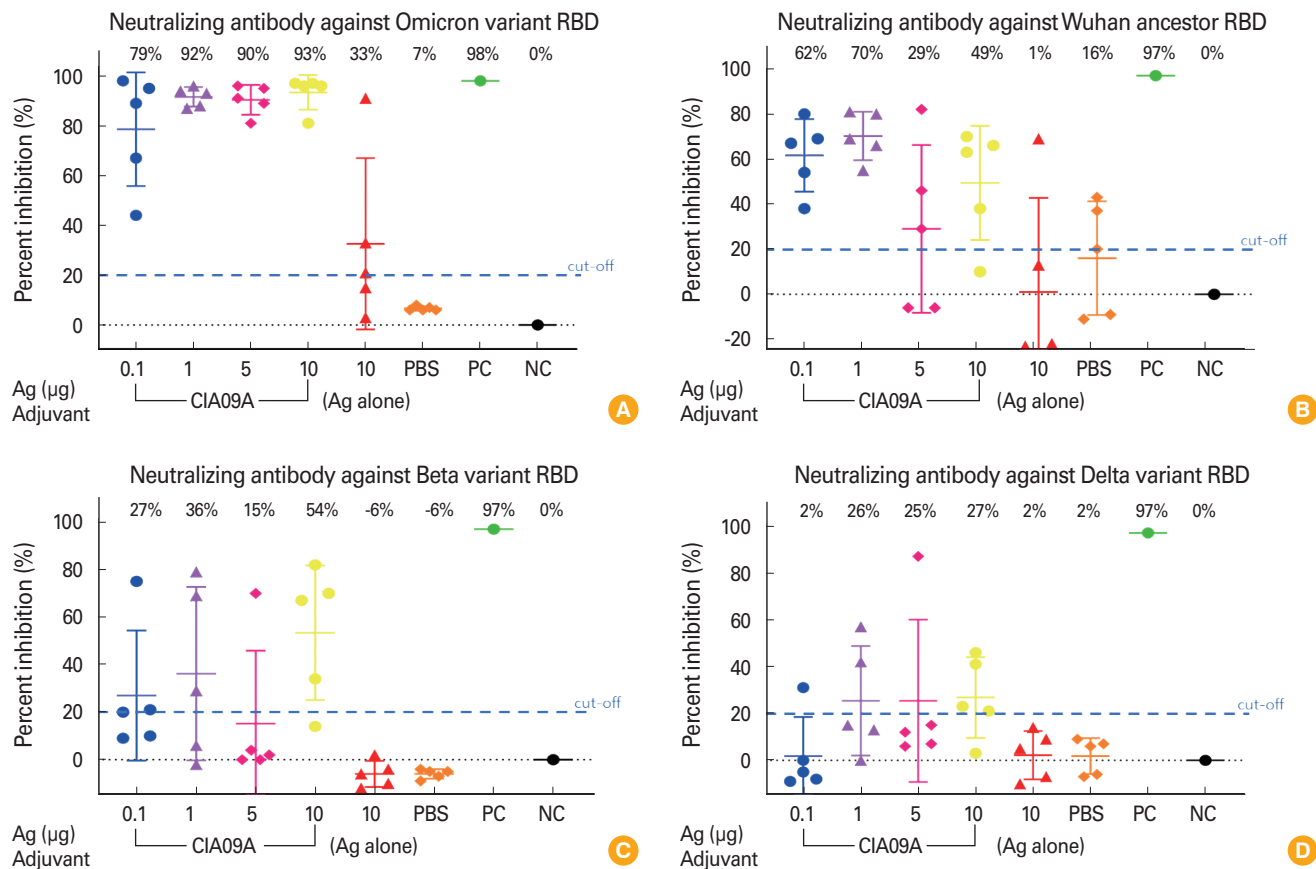 Neutralizing antibody against Omicron variant RBD
79% 92% 90% 93% 33% 7% 98% 0%
Percent inhibition (%)
100
80
60
40
20
0
cut-off
0.1 1 5 10 10 PBS PC NC
Ag (µg)
Adjuvant
CIA09A (Ag alone)
A
Neutralizing antibody against Wuhan ancestor RBD
62% 70% 29% 49% 1% 16% 97% 0%
Percent inhibition (%)
100
80
60
40
20
0
-20
cut-off
0.1 1 5 10 10 PBS PC NC
Ag (µg)
Adjuvant
CIA09A (Ag alone)
B
Neutralizing antibody against Beta variant RBD
27% 36% 15% 54% -6% -6% 97% 0%
Percent inhibition (%)
100
80
60
40
20
0
cut-off
0.1 1 5 10 10 PBS PC NC
Ag (µg)
Adjuvant
CIA09A (Ag alone)
C
Neutralizing antibody against Delta variant RBD
2% 26% 25% 27% 2% 2% 97% 0%
Percent inhibition (%)
100
80
60
40
20
0
cut-off
0.1 1 5 10 10 PBS PC NC
Ag (µg)
Adjuvant
CIA09A (Ag alone)
D